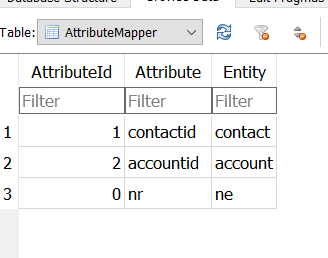 Table: AttributeMapper
AttributeId Attribute Entity
Filter Filter Filter
1 1 contactid contact
2 2 accountid account
3 0 nr ne